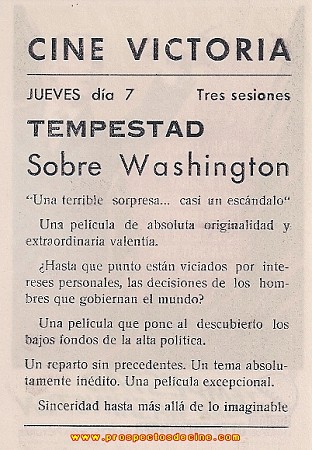 CINE VICTORIA
JUEVES día 7 Tres sesiones
TEMPESTAD
Sobre Washington
"Una terrible sorpresa... casi un escándalo"
Una película de absoluta originalidad y
extraordinaria valentía.
¿Hasta que punto están viciados por inte-
reses personales, las decisiones de los hom-
bres que gobiernan el mundo?
Una película que pone al descubierto los
bajos fondos de la alta política.
Un reparto sin precedentes. Un tema absolu-
tamente inédito. Una película excepcional.
Sinceridad hasta más allá de lo imaginable
www.prospectosdecine.com